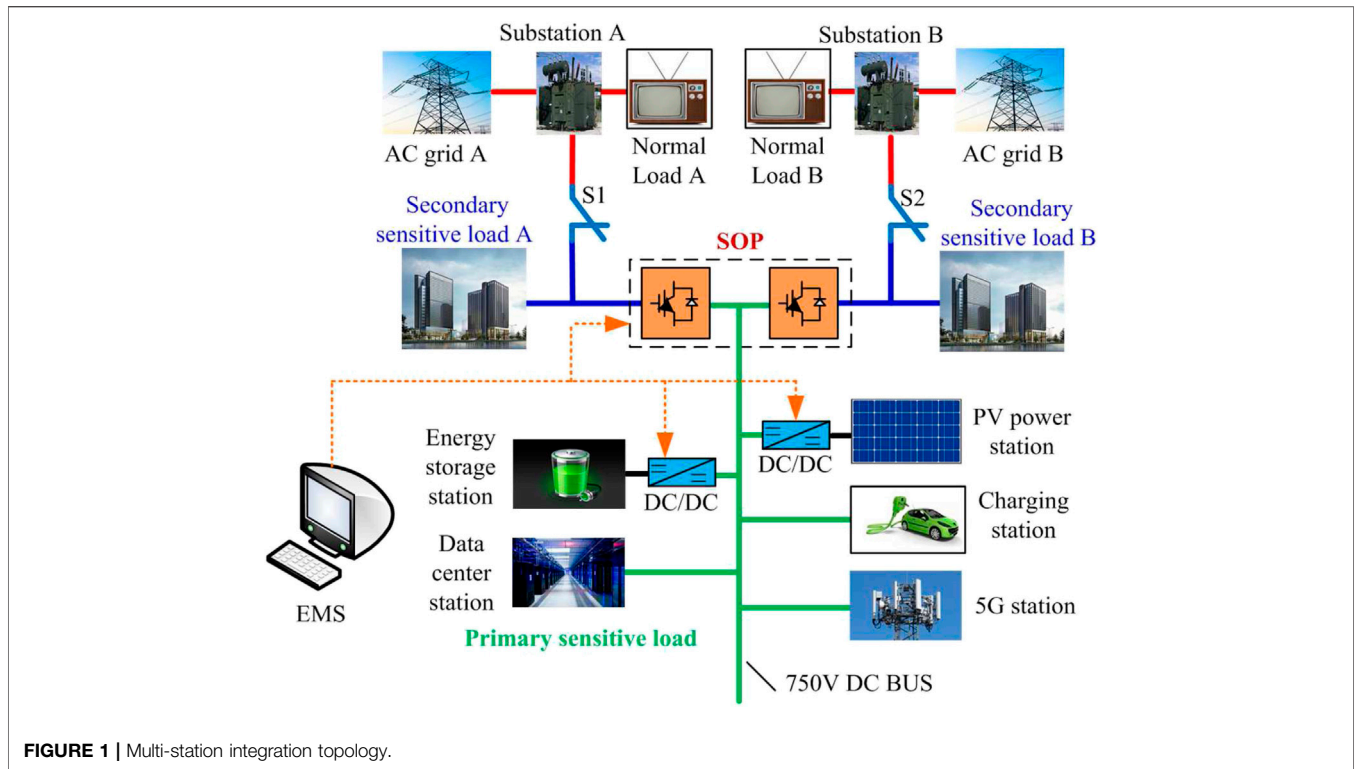 Substation A
Substation B
AC grid A
Normal
Load A
Normal
Load B
AC grid B
S1
S2
Secondary
sensitive load A
Secondary
sensitive load B
SOP
Energy
storage
station
DC/DC
DC/DC
PV power
station
Charging
station
Data
center
station
EMS
5G station
Primary sensitive load
750V DC BUS
FIGURE 1 | Multi-station integration topology.